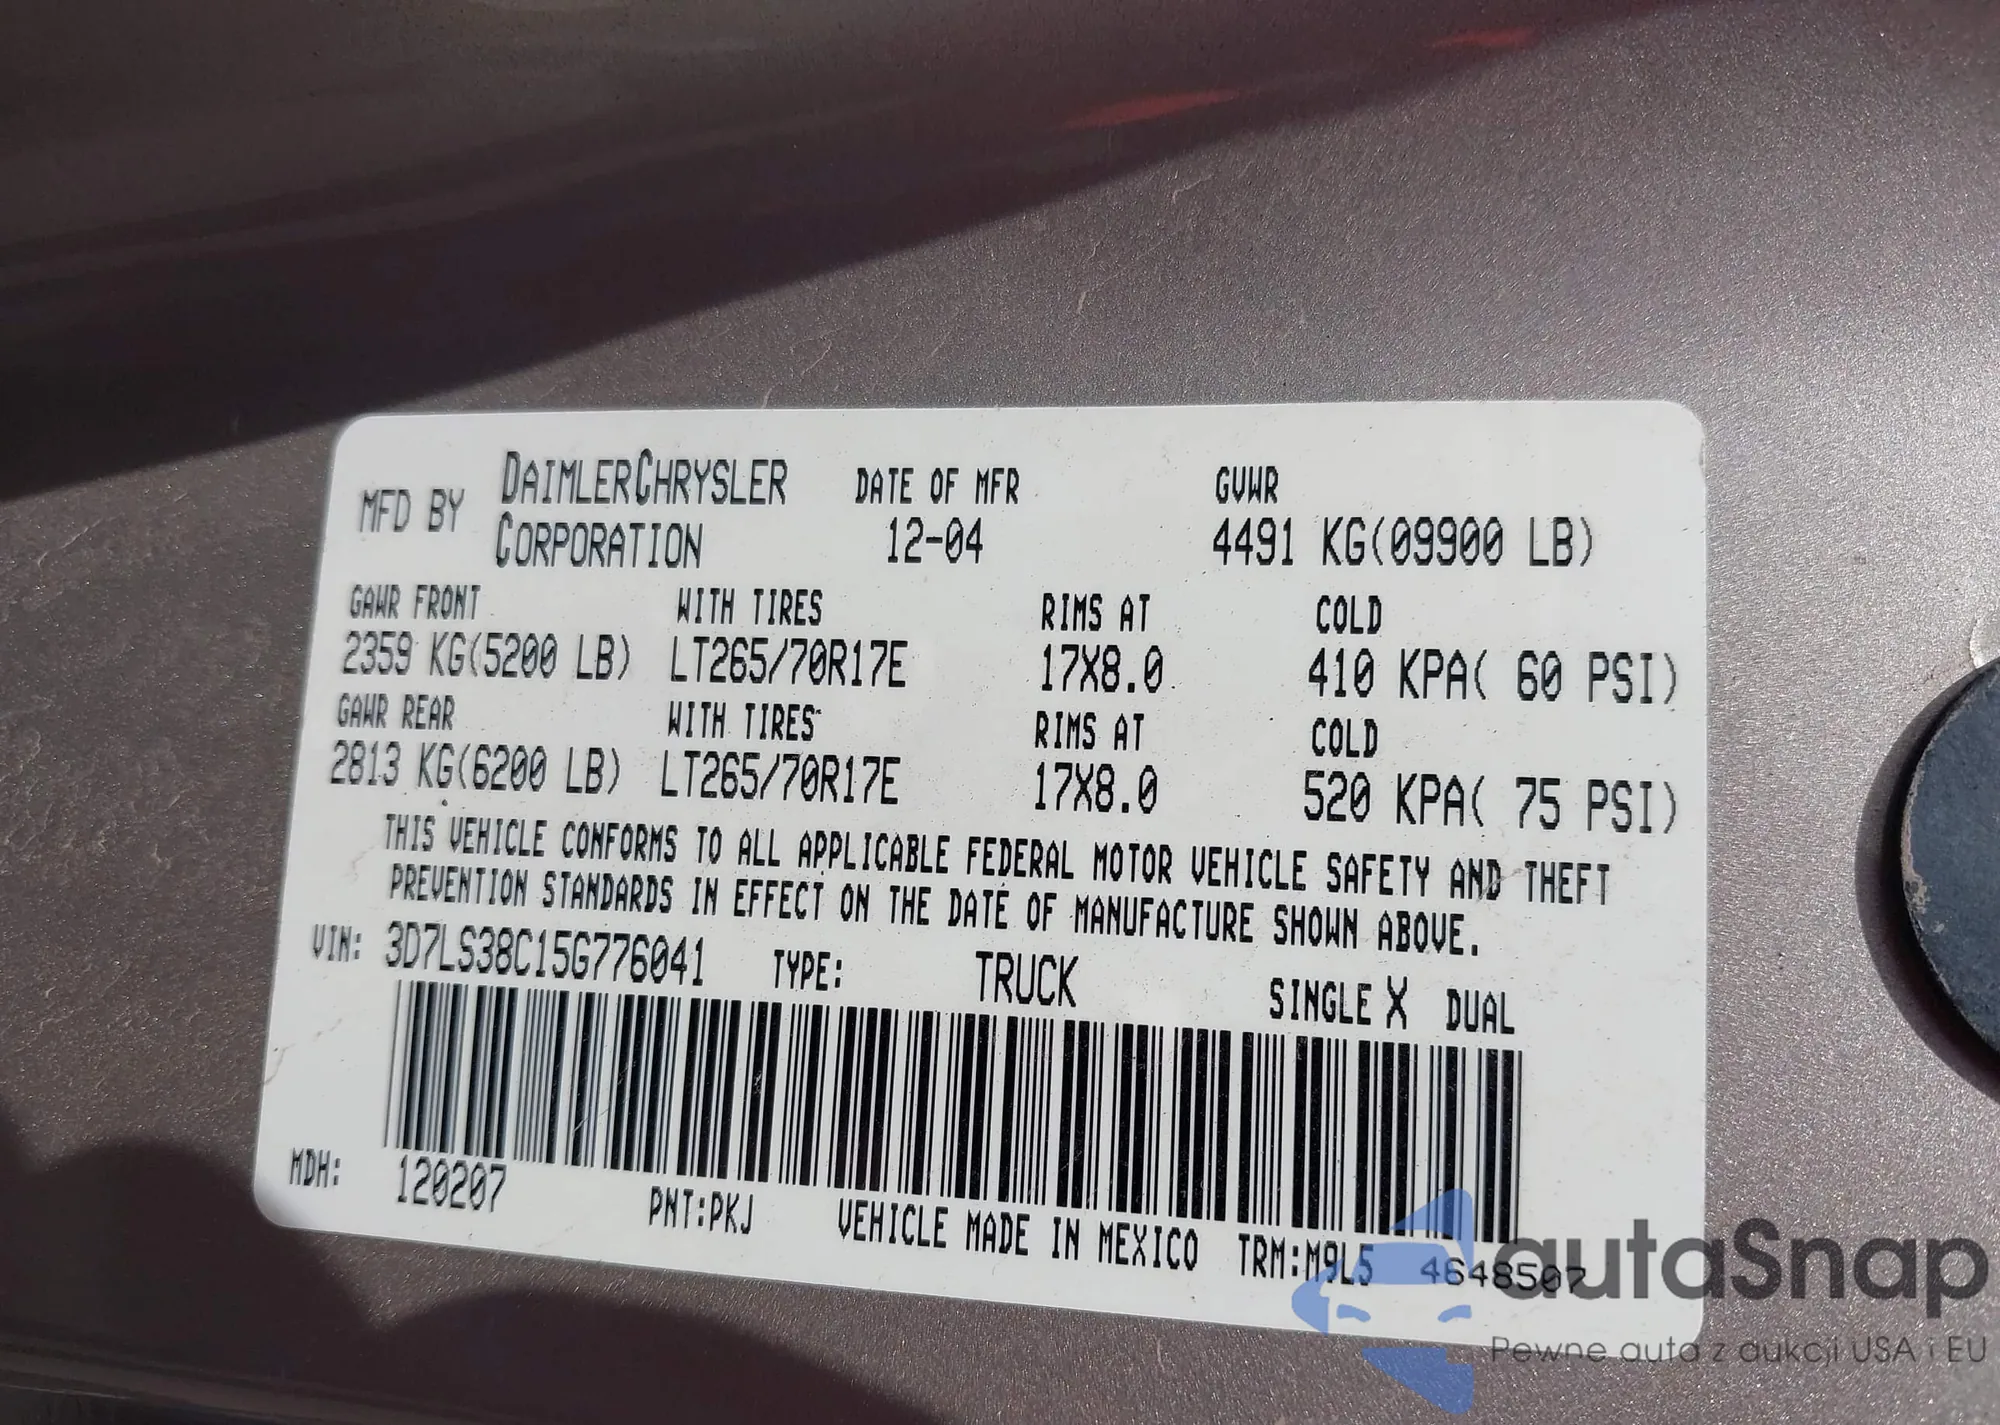 MFD BY DAIMLERCHRYSLER CORPORATION DATE OF MFR 12-04 GVWR 4491 KG(09900 LB)
GAWR FRONT WITH TIRES RIMS AT COLD
2359 KG(5200 LB) LT265/70R17E 17X8.0 410 KPA( 60 PSI)
GAWR REAR WITH TIRES RIMS AT COLD
2813 KG(6200 LB) LT265/70R17E 17X8.0 520 KPA( 75 PSI)
THIS VEHICLE CONFORMS TO ALL APPLICABLE FEDERAL MOTOR VEHICLE SAFETY AND THEFT
PREVENTION STANDARDS IN EFFECT ON THE DATE OF MANUFACTURE SHOWN ABOVE.
VIN: 3D7LS38C15G776041 TYPE: TRUCK SINGLE X DUAL
MDH: 120207 PNT:PKJ VEHICLE MADE IN MEXICO TRM:M9L5 4648507
autaSnap
Pewne auta z aukcji USA i EU